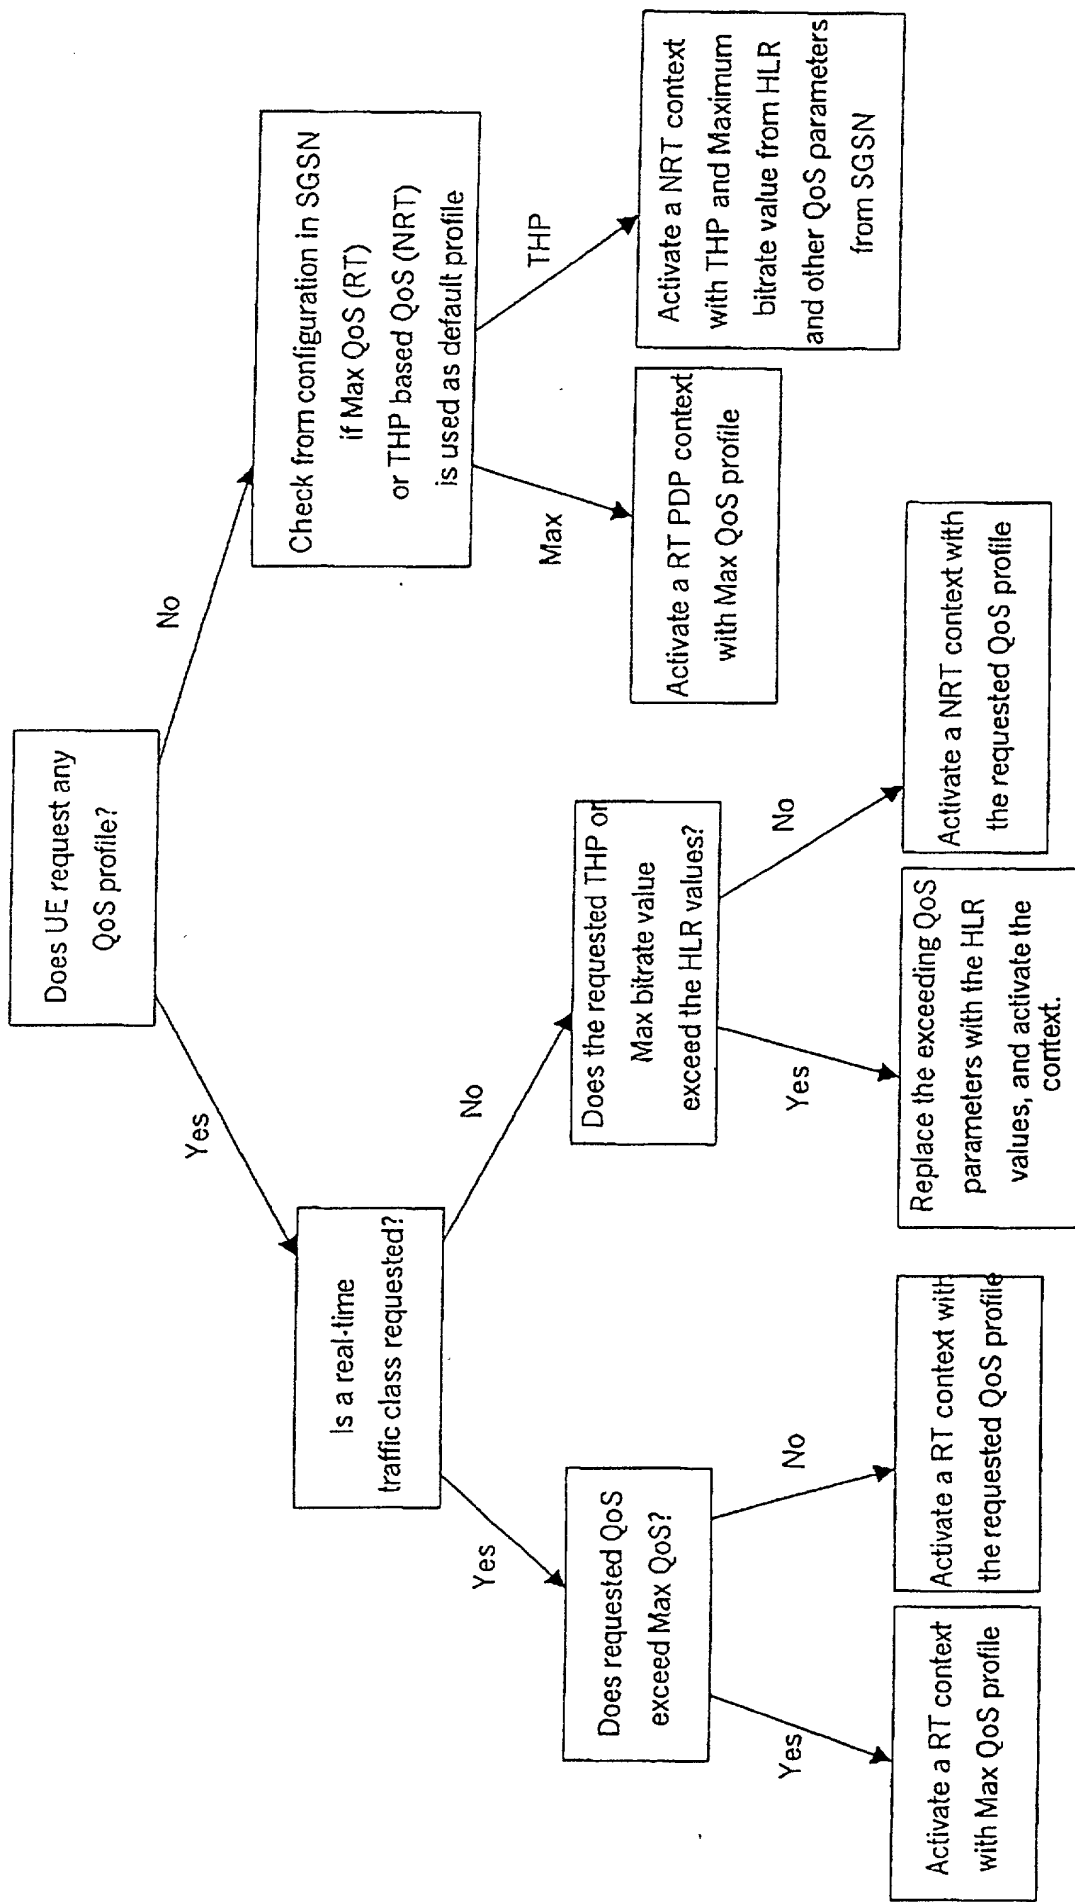 Does UE request any
QoS profile?
Yes
No
Is a real-time
traffic class requested?
Check from configuration in SGSN
if Max QoS (RT)
or THP based QoS (NRT)
is used as default profile
Yes
No
Max
THP
Does requested QoS
exceed Max QoS?
Does the requested THP or
Max bitrate value
exceed the HLR values?
Activate a RT PDP context
with Max QoS profile
Activate a NRT context
with THP and Maximum
bitrate value from HLR
and other QoS parameters
from SGSN
Yes
No
Yes
No
Activate a RT context
with Max QoS profile
Activate a RT context with
the requested QoS profile
Replace the exceeding QoS
parameters with the HLR
values, and activate the
context.
Activate a NRT context with
the requested QoS profile